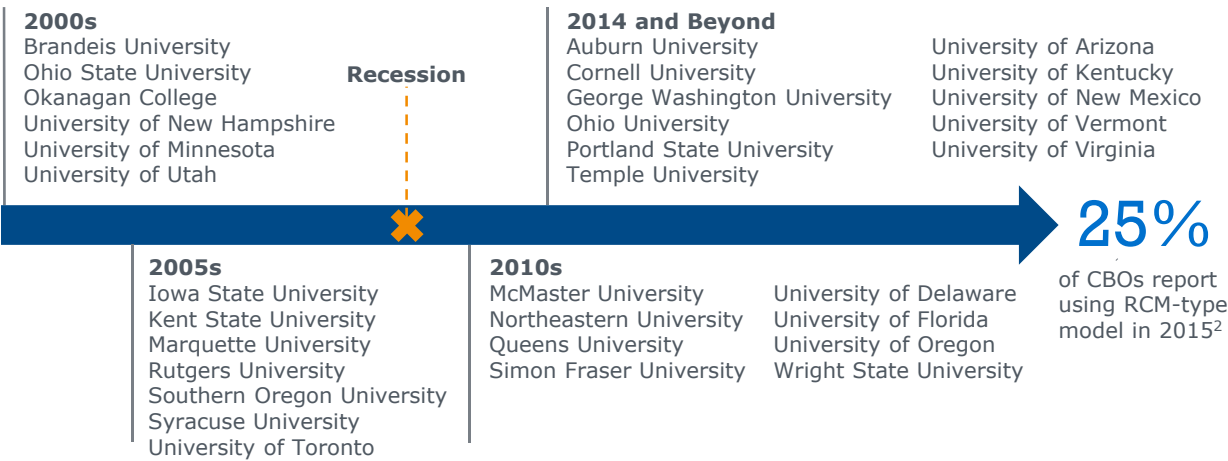 2000s
Brandeis University
Ohio State University
Okanagan College
University of New Hampshire
University of Minnesota
University of Utah
Recession
2014 and Beyond
Auburn University
Cornell University
George Washington University
Ohio University
Portland State University
Temple University
University of Arizona
University of Kentucky
University of New Mexico
University of Vermont
University of Virginia
25%
of CBOs report
using RCM-type
model in 2015²
2005s
Iowa State University
Kent State University
Marquette University
Rutgers University
Southern Oregon University
Syracuse University
University of Toronto
2010s
McMaster University
Northeastern University
Queens University
Simon Fraser University
University of Delaware
University of Florida
University of Oregon
Wright State University